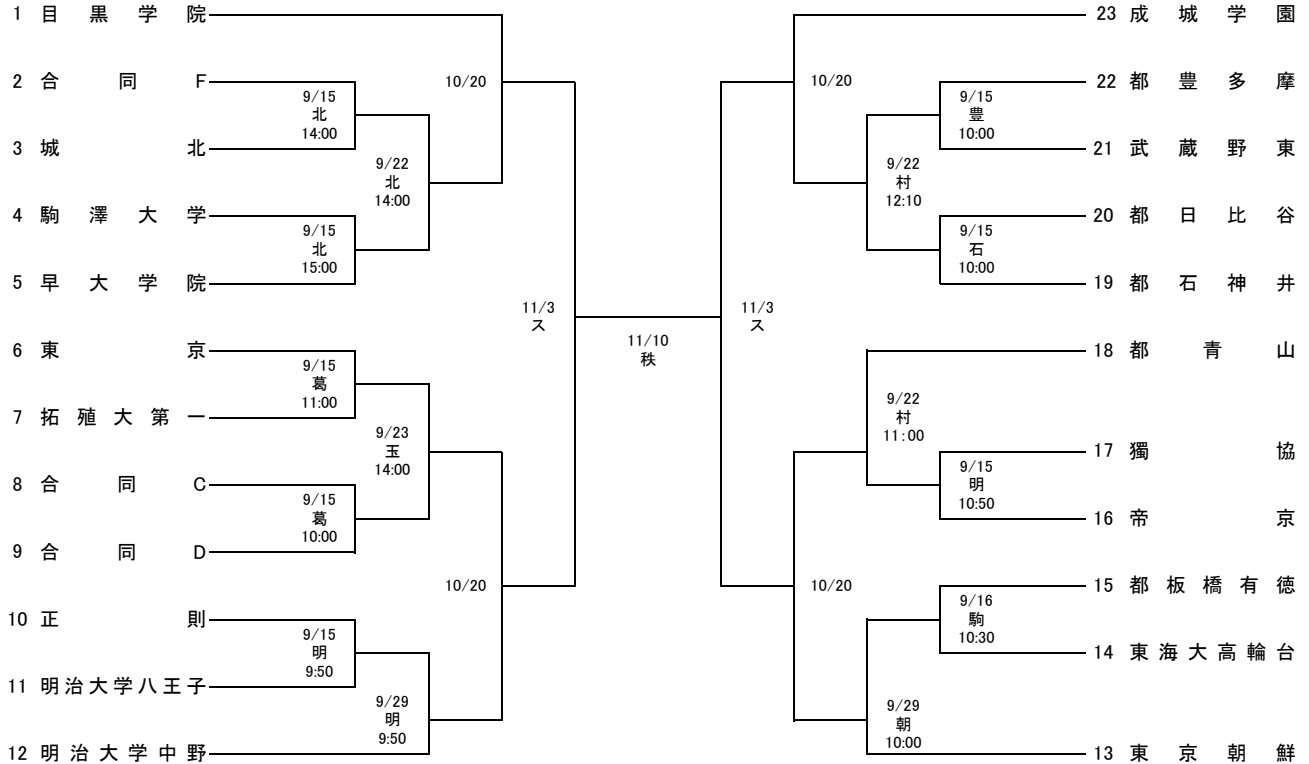 1 目黒学院
2 合同F
3 城北
4 駒澤大学
5 早大学院
6 東京
7 拓殖大第一
8 合同C
9 合同D
10 正則
11 明治大学八王子
12 明治大学中野
9/15
北
14:00
9/15
北
15:00
9/15
葛
11:00
9/15
葛
10:00
9/15
明
9:50
9/22
北
14:00
9/23
玉
14:00
9/29
明
9:50
10/20
10/20
11/3
ス
11/10
秩
11/3
ス
10/20
10/20
9/22
村
12:10
9/22
村
11:00
9/29
朝
10:00
9/15
豊
10:00
9/15
石
10:00
9/15
明
10:50
9/16
駒
10:30
23 成城学園
22 都豊多摩
21 武蔵野東
20 都日比谷
19 都石神井
18 都青山
17 獨協
16 帝京
15 都板橋有徳
14 東海大高輪台
13 東京朝鮮